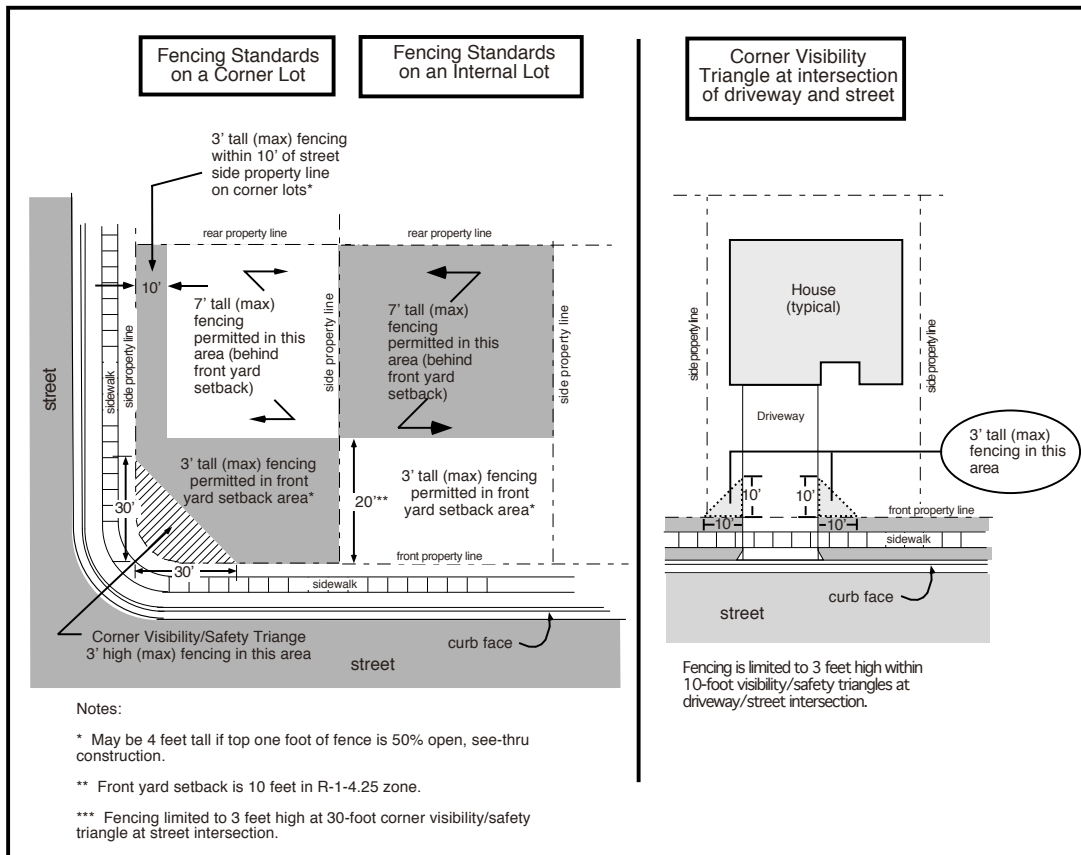 Fencing Standards
on a Corner Lot
Fencing Standards
on an Internal Lot
3' tall (max) fencing
within 10' of street
side property line
on corner lots*
rear property line
rear property line
10'
7' tall (max)
fencing
permitted in this
area (behind
front yard
setback)
7' tall (max)
fencing
permitted in this
area (behind
front yard
setback)
side property line
side property line
side property line
sidewalk
street
3' tall (max) fencing
permitted in front
yard setback area*
20'**
3' tall (max) fencing
permitted in front
yard setback area*
30'
30'
front property line
sidewalk
Corner Visibility/Safety Triange
3' high (max) fencing in this area
street
curb face
Notes:
* May be 4 feet tall if top one foot of fence is 50% open, see-thru
construction.
** Front yard setback is 10 feet in R-1-4.25 zone.
*** Fencing limited to 3 feet high at 30-foot corner visibility/safety
triangle at street intersection.
Corner Visibility
Triangle at intersection
of driveway and street
House
(typical)
side property line
side property line
Driveway
3' tall (max)
fencing in this
area
10'
10'
10'
10'
front property line
sidewalk
curb face
street
Fencing is limited to 3 feet high within
10-foot visibility/safety triangles at
driveway/street intersection.